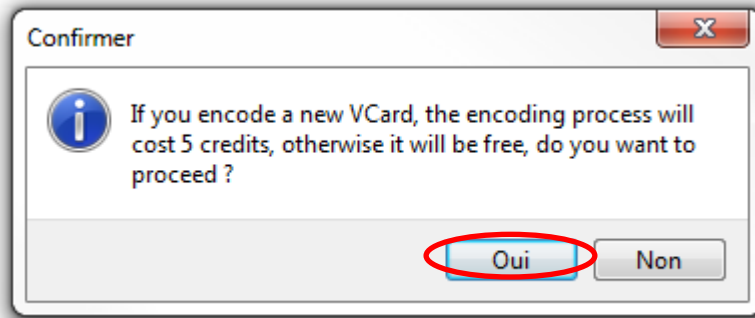 Confirmer
If you encode a new VCard, the encoding process will
cost 5 credits, otherwise it will be free, do you want to
proceed ?
Oui Non